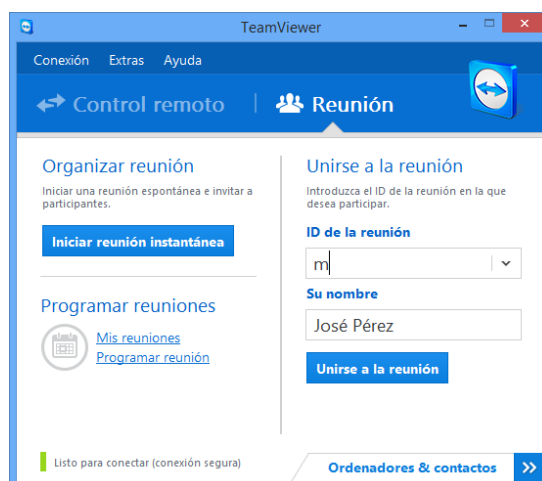 TeamViewer
Conexión Extras Ayuda
Control remoto
Reunión
Organizar reunión
Iniciar una reunión espontánea e invitar a
participantes.
Iniciar reunión instantánea
Programar reuniones
Mis reuniones
Programar reunión
Unirse a la reunión
Introduzca el ID de la reunión en la que
desea participar.
ID de la reunión
m
Su nombre
José Pérez
Unirse a la reunión
Listo para conectar (conexión segura)
Ordenadores & contactos